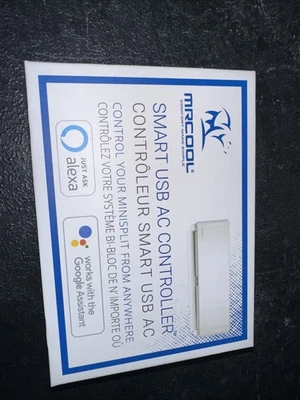 MRCOOL
SMART USB AC CONTROLLER™
CONTRÔLEUR SMART USB AC
CONTROL YOUR MINISPLIT FROM ANYWHERE
CONTRÔLEZ VOTRE SYSTÈME BI-BLOC DE N'IMPORTE OÙ
JUST ASK
alexa
works with the
Google Assistant